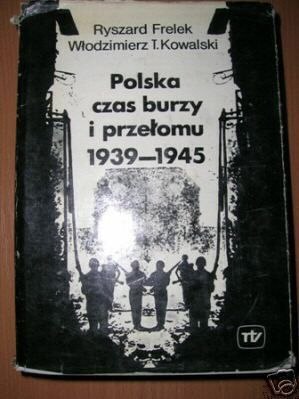 Ryszard Frelek
Włodzimierz T. Kowalski
Polska
czas burzy
i przełomu
1939—1945